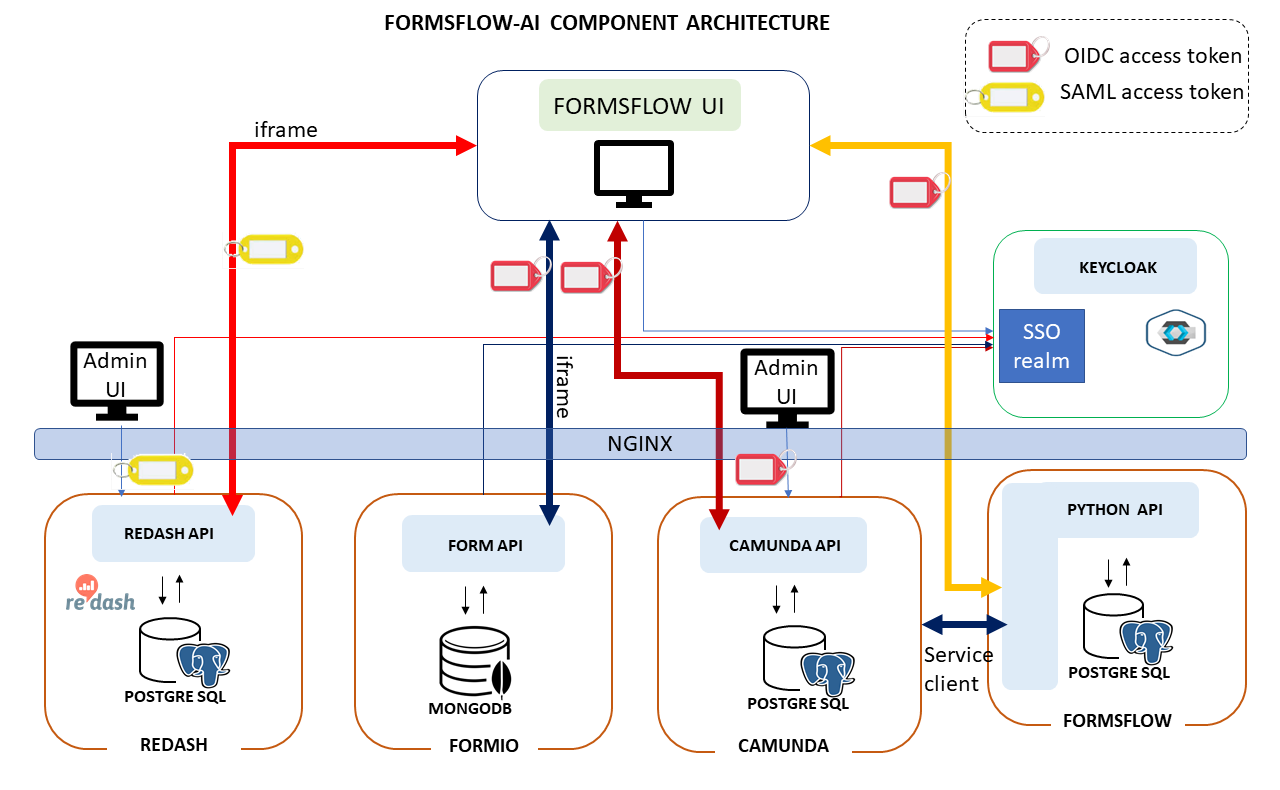 FORMSFLOW-AI COMPONENT ARCHITECTURE
OIDC access token
SAML access token
FORMSFLOW UI
iframe
KEYCLOAK
SSO
realm
Admin
UI
iframe
Admin
UI
NGINX
REDASH API
FORM API
CAMUNDA API
PYTHON API
re:dash
Service
client
POSTGRE SQL
MONGODB
POSTGRE SQL
POSTGRE SQL
REDASH
FORMIO
CAMUNDA
FORMSFLOW